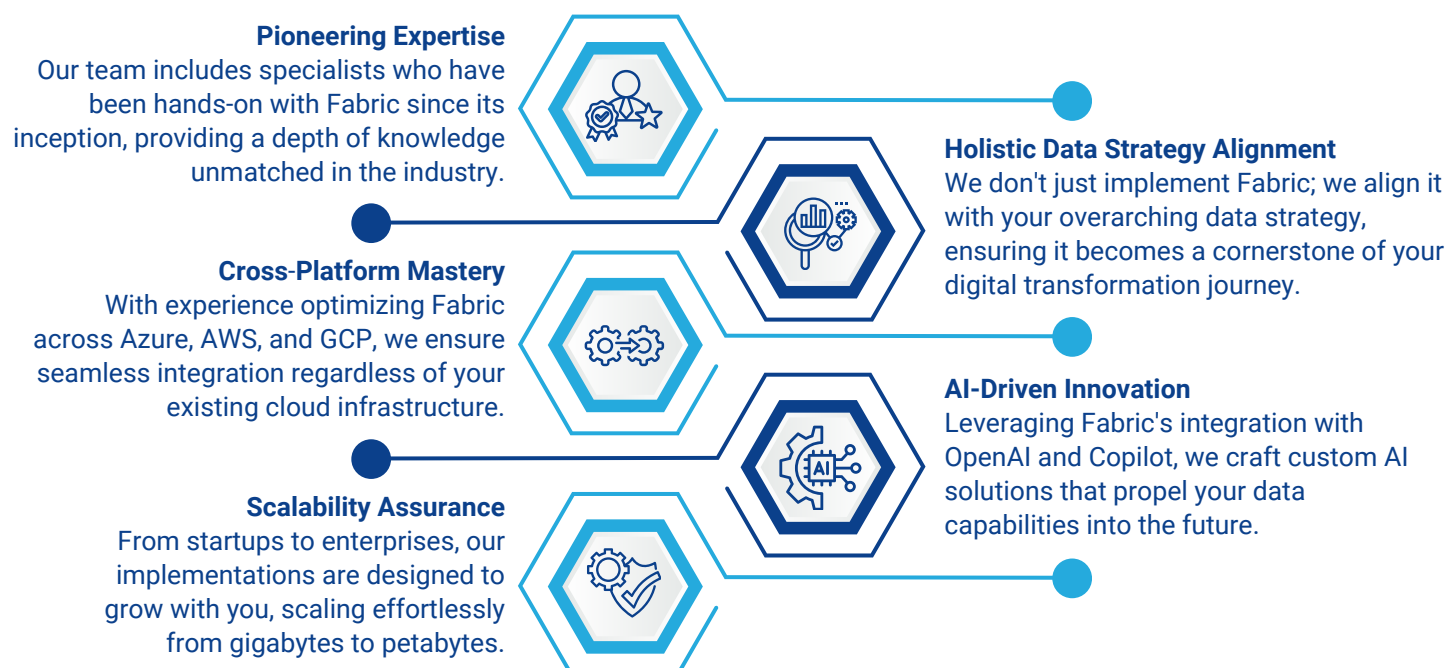 Pioneering Expertise
Our team includes specialists who have
been hands-on with Fabric since its
inception, providing a depth of knowledge
unmatched in the industry.
Holistic Data Strategy Alignment
We don't just implement Fabric; we align it
with your overarching data strategy,
ensuring it becomes a cornerstone of your
digital transformation journey.
Cross-Platform Mastery
With experience optimizing Fabric
across Azure, AWS, and GCP, we ensure
seamless integration regardless of your
existing cloud infrastructure.
AI-Driven Innovation
Leveraging Fabric's integration with
OpenAI and Copilot, we craft custom AI
solutions that propel your data
capabilities into the future.
AI
Scalability Assurance
From startups to enterprises, our
implementations are designed to
grow with you, scaling effortlessly
from gigabytes to petabytes.